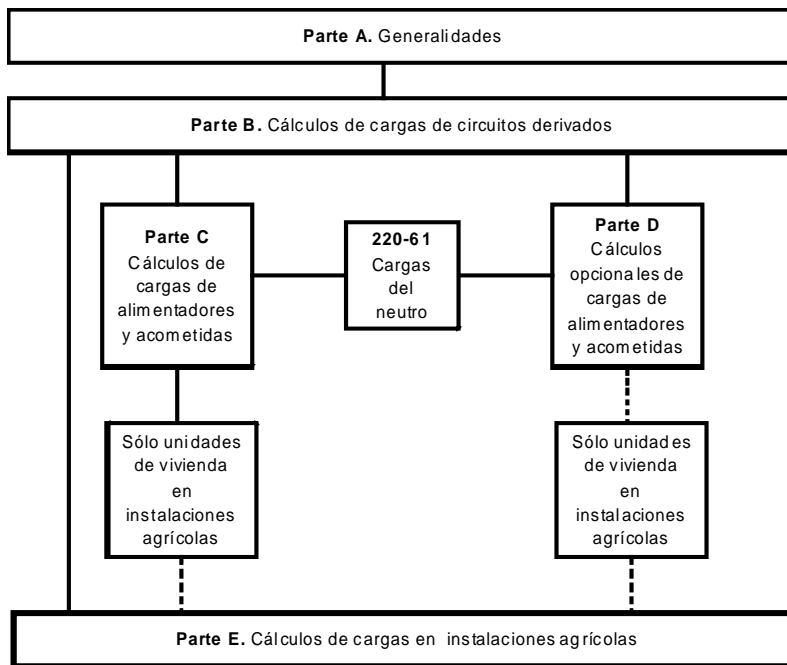 Parte A. Generalidades
Parte B. Cálculos de cargas de circuitos derivados
Parte C
Cálculos de
cargas de
alimentadores
y acometidas
220-61
Cargas
del
neutro
Parte D
Cálculos
opcionales de
cargas de
alimentadores
y acometidas
Sólo unidades
de vivienda
en
instalaciones
agrícolas
Sólo unidades
de vivienda
en
instalaciones
agrícolas
Parte E. Cálculos de cargas en instalaciones agrícolas